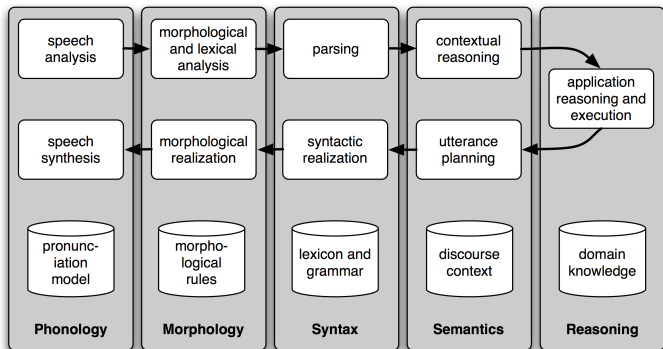 speech
analysis
morphological
and lexical
analysis
parsing
contextual
reasoning
application
reasoning and
execution
speech
synthesis
morphological
realization
syntactic
realization
utterance
planning
pronunc-
iation
model
morpho-
logical
rules
lexicon and
grammar
discourse
context
domain
knowledge
Phonology
Morphology
Syntax
Semantics
Reasoning